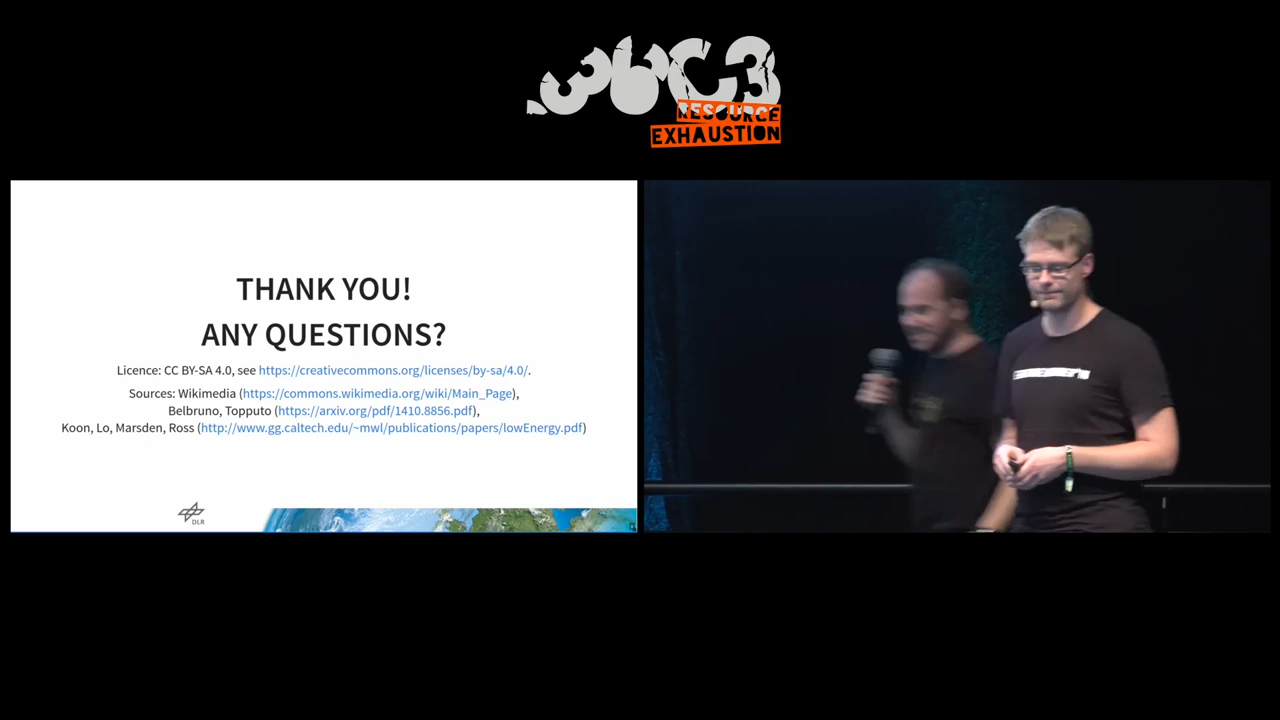 36C3
RESOURCE
EXHAUSTION
THANK YOU!
ANY QUESTIONS?
Licence: CC BY-SA 4.0, see https://creativecommons.org/licenses/by-sa/4.0/.
Sources: Wikimedia (https://commons.wikimedia.org/wiki/Main_Page),
Belbruno, Topputo (https://arxiv.org/pdf/1410.8856.pdf),
Koon, Lo, Marsden, Ross (http://www.gg.caltech.edu/~mwl/publications/papers/lowEnergy.pdf)
DLR